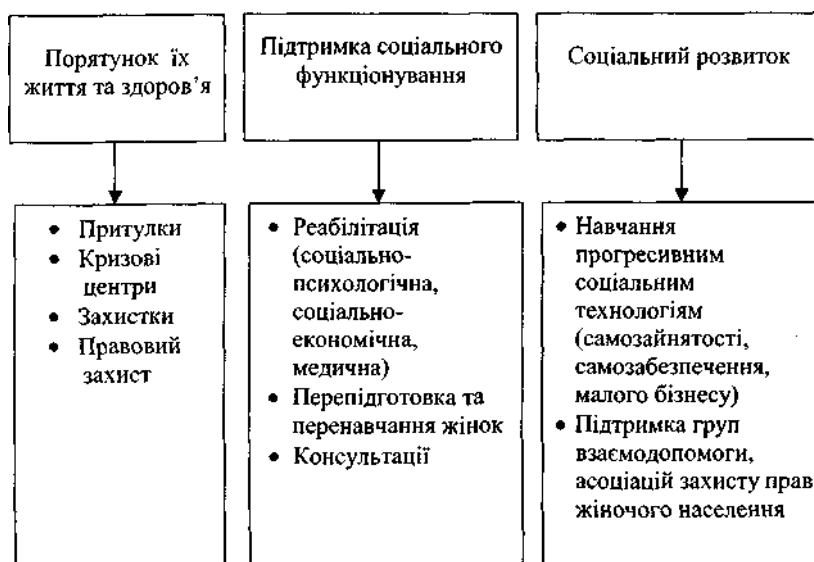 Порятунок їх
життя та здоров’я
Підтримка соціального
функціонування
Соціальний розвиток
• Притулки
• Кризові
центри
• Захистки
• Правовий
захист
• Реабілітація
(соціально-
психологічна,
соціально-
економічна,
медична)
• Перепідготовка та
перенавчання жінок
• Консультації
• Навчання
прогресивним
соціальним
технологіям
(самозайнятості,
самозабезпечення,
малого бізнесу)
• Підтримка груп
взаємодопомоги,
асоціацій захисту прав
жіночого населення